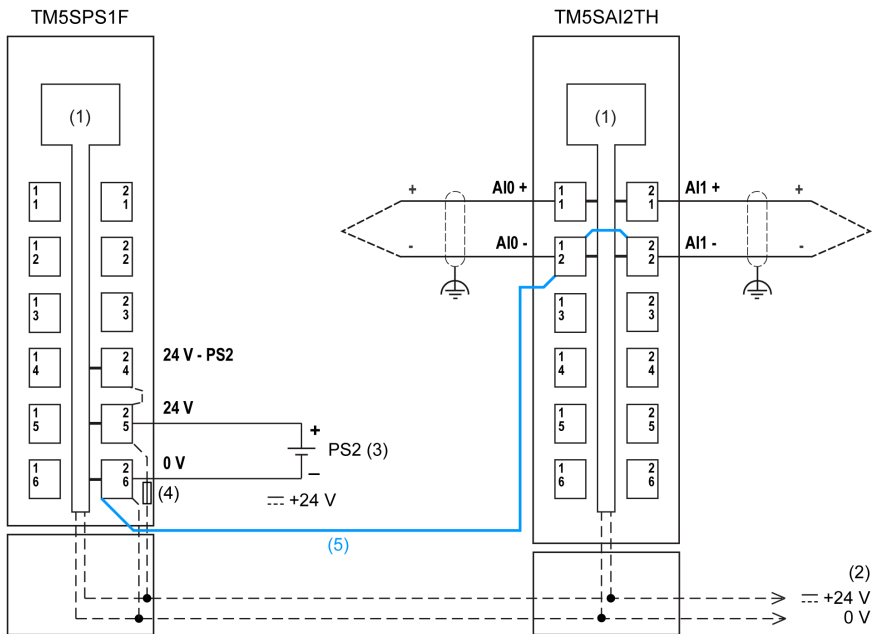 TM5SPS1F
TM5SAI2TH
(1)
(1)
1 1
2 1
AI0 +
1 1
2 1
AI1 +
+
+
1 2
2 2
AI0 -
1 2
2 2
AI1 -
-
-
1 3
2 3
1 3
2 3
1 4
2 4
24 V - PS2
1 4
2 4
1 5
2 5
24 V
+
PS2 (3)
1 5
2 5
1 6
2 6
0 V
–
(4)
+24 V
1 6
2 6
(5)
(2)
+24 V
0 V